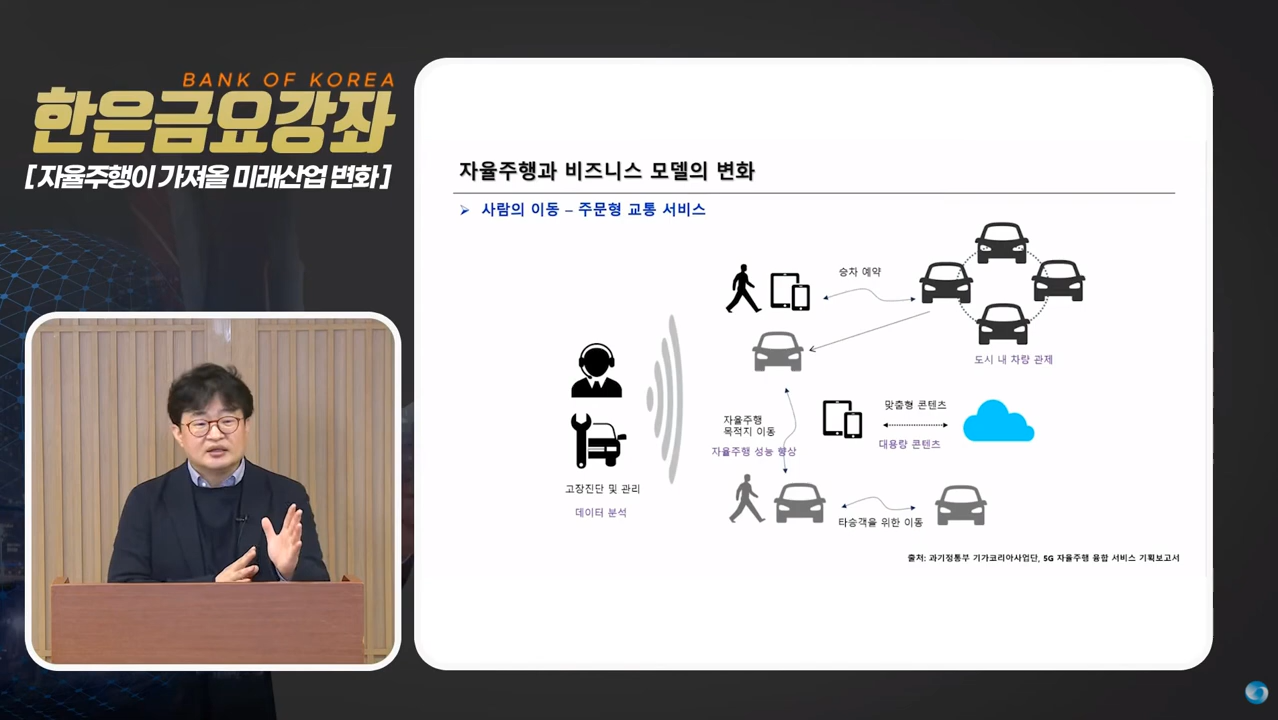 BANK OF KOREA
한은금요강좌
[ 자율주행이 가져올 미래산업 변화 ]
자율주행과 비즈니스 모델의 변화
➢ 사람의 이동 – 주문형 교통 서비스
승차 예약
도시 내 차량 관제
자율주행
목적지 이동
자율주행 성능 향상
맞춤형 콘텐츠
대용량 콘텐츠
고장진단 및 관리
데이터 분석
타승객을 위한 이동
출처: 과기정통부 기가코리아사업단, 5G 자율주행 융합 서비스 기획보고서